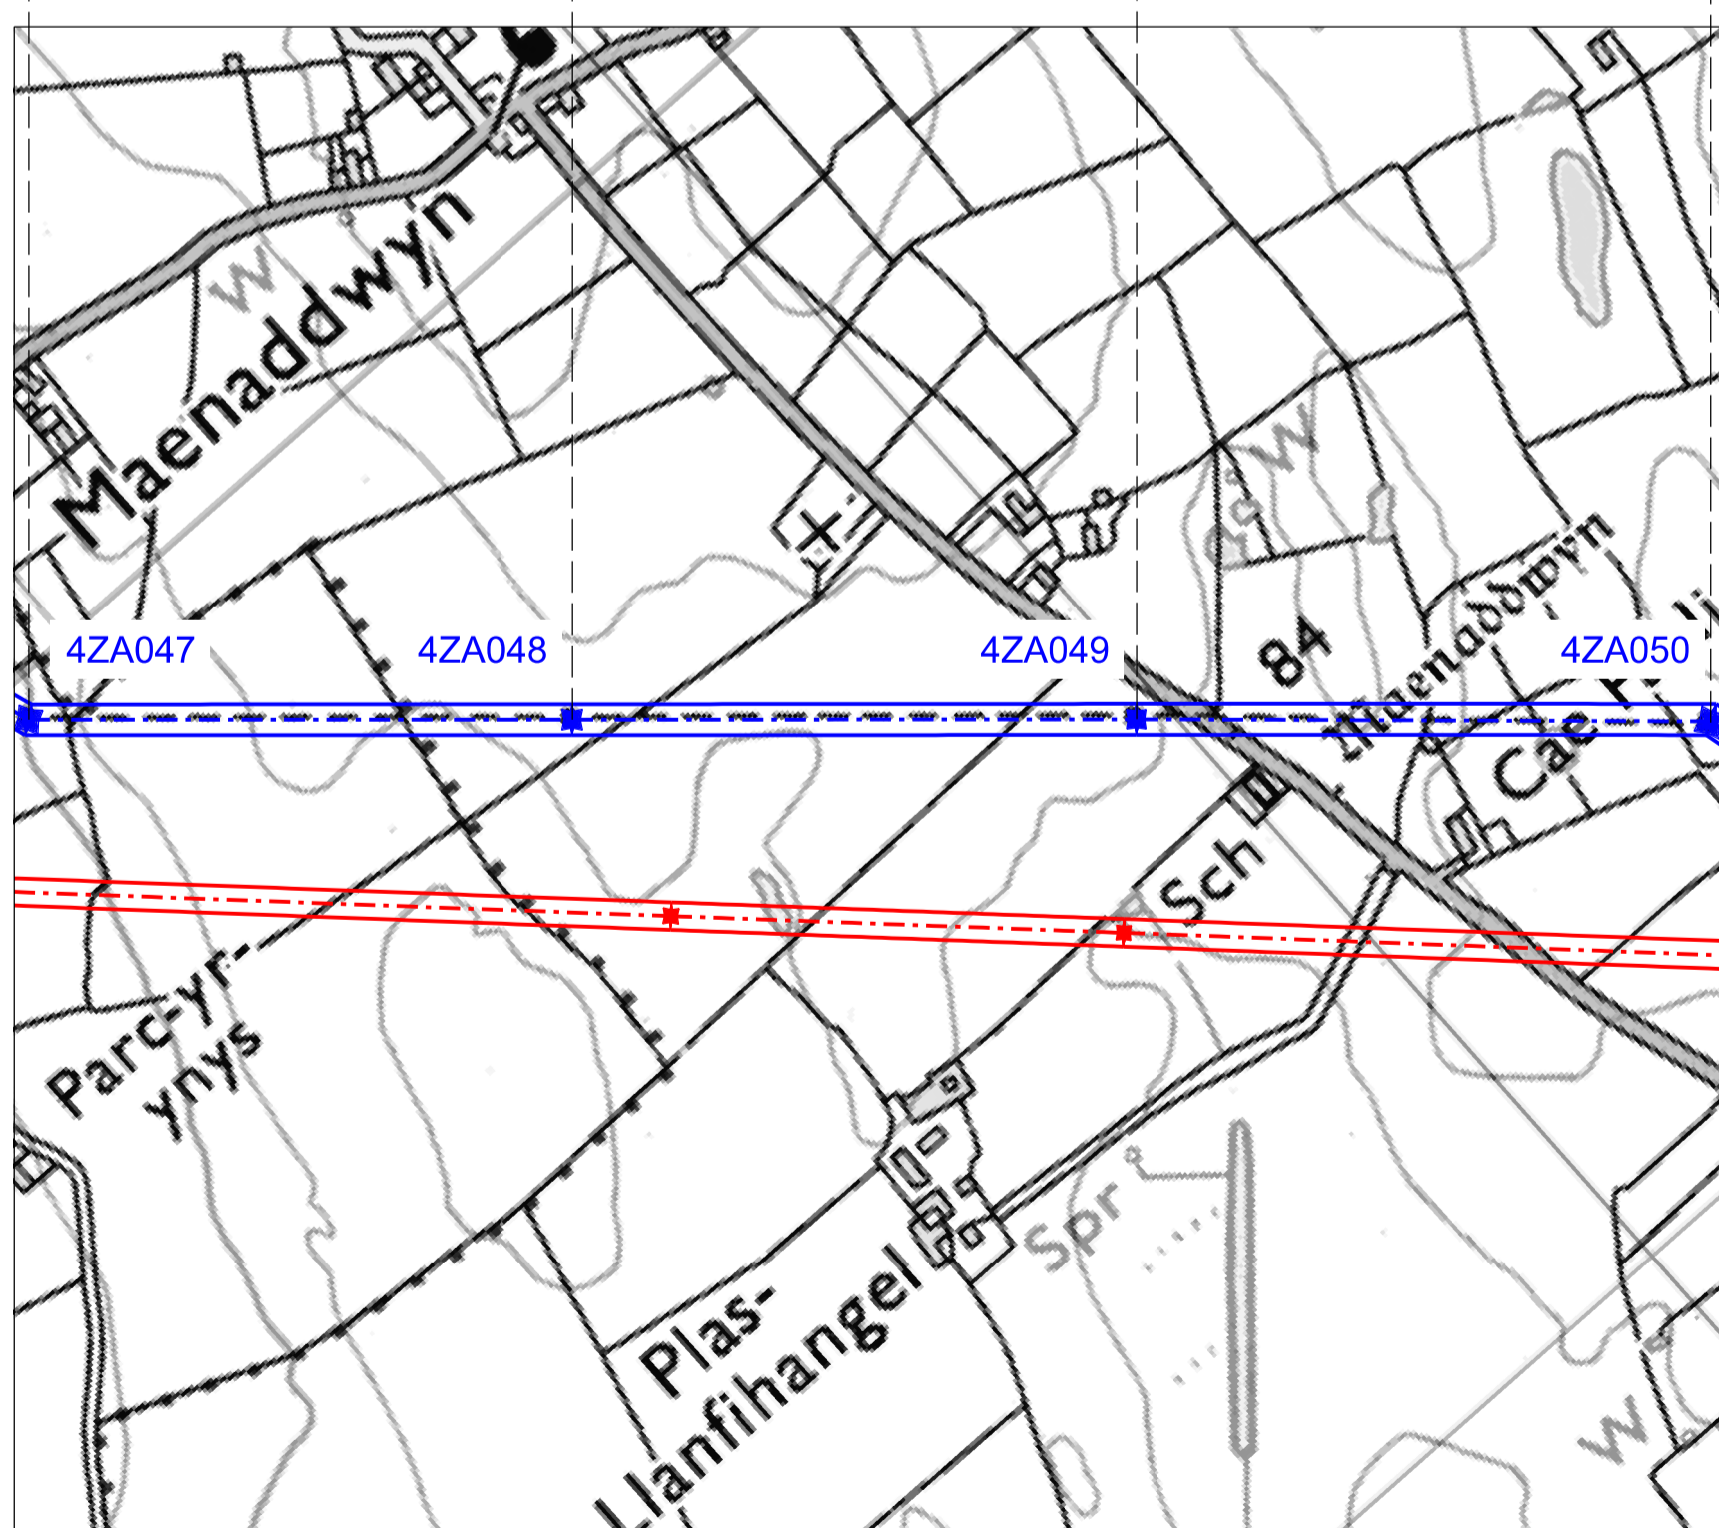 W
Maenaddwyn
W
4ZA047
4ZA048
4ZA049
84
Maenaddwyn
4ZA050
Cae
Sch
Parc-yr-
ynys
Spr
Plas-
Llanfihangel
W